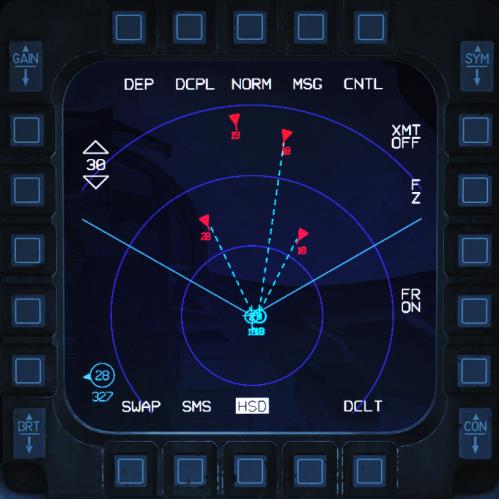 GAIN
SYM
DEP DCPL NORM MSG CNTL
XMT
OFF
30
19
18
F
Z
20
18
FR
ON
28
327
SWAP SMS HSD DCLT
BRT
CON